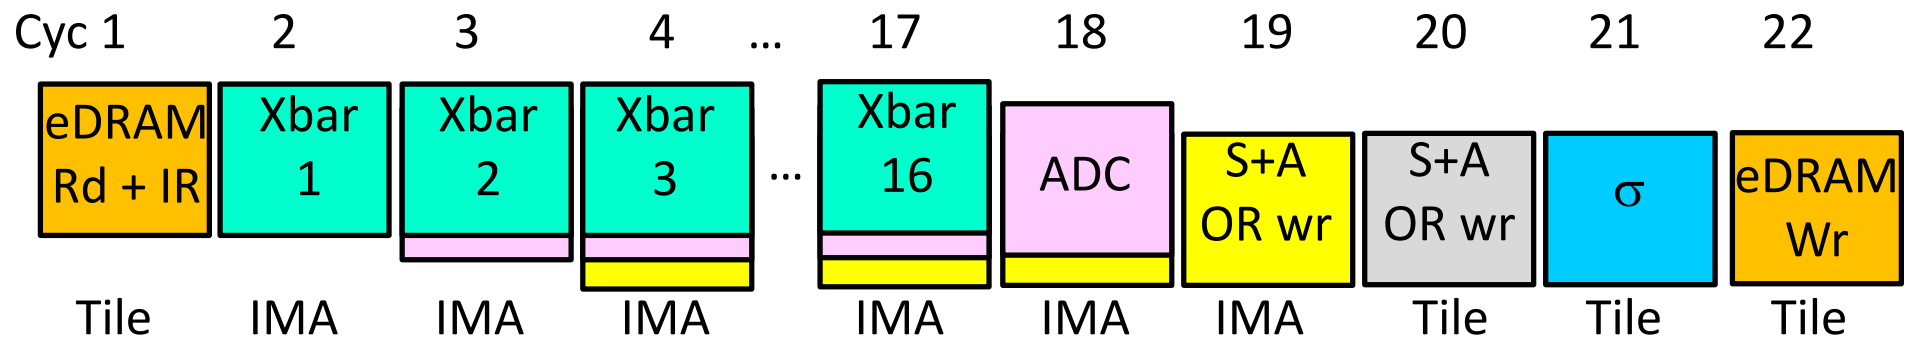 Cyc 1 2 3 4 ... 17 18 19 20 21 22
eDRAM Rd + IR
Xbar 1
Xbar 2
Xbar 3
...
Xbar 16
ADC
S+A OR wr
S+A OR wr
σ
eDRAM Wr
Tile IMA IMA IMA IMA IMA IMA Tile Tile Tile